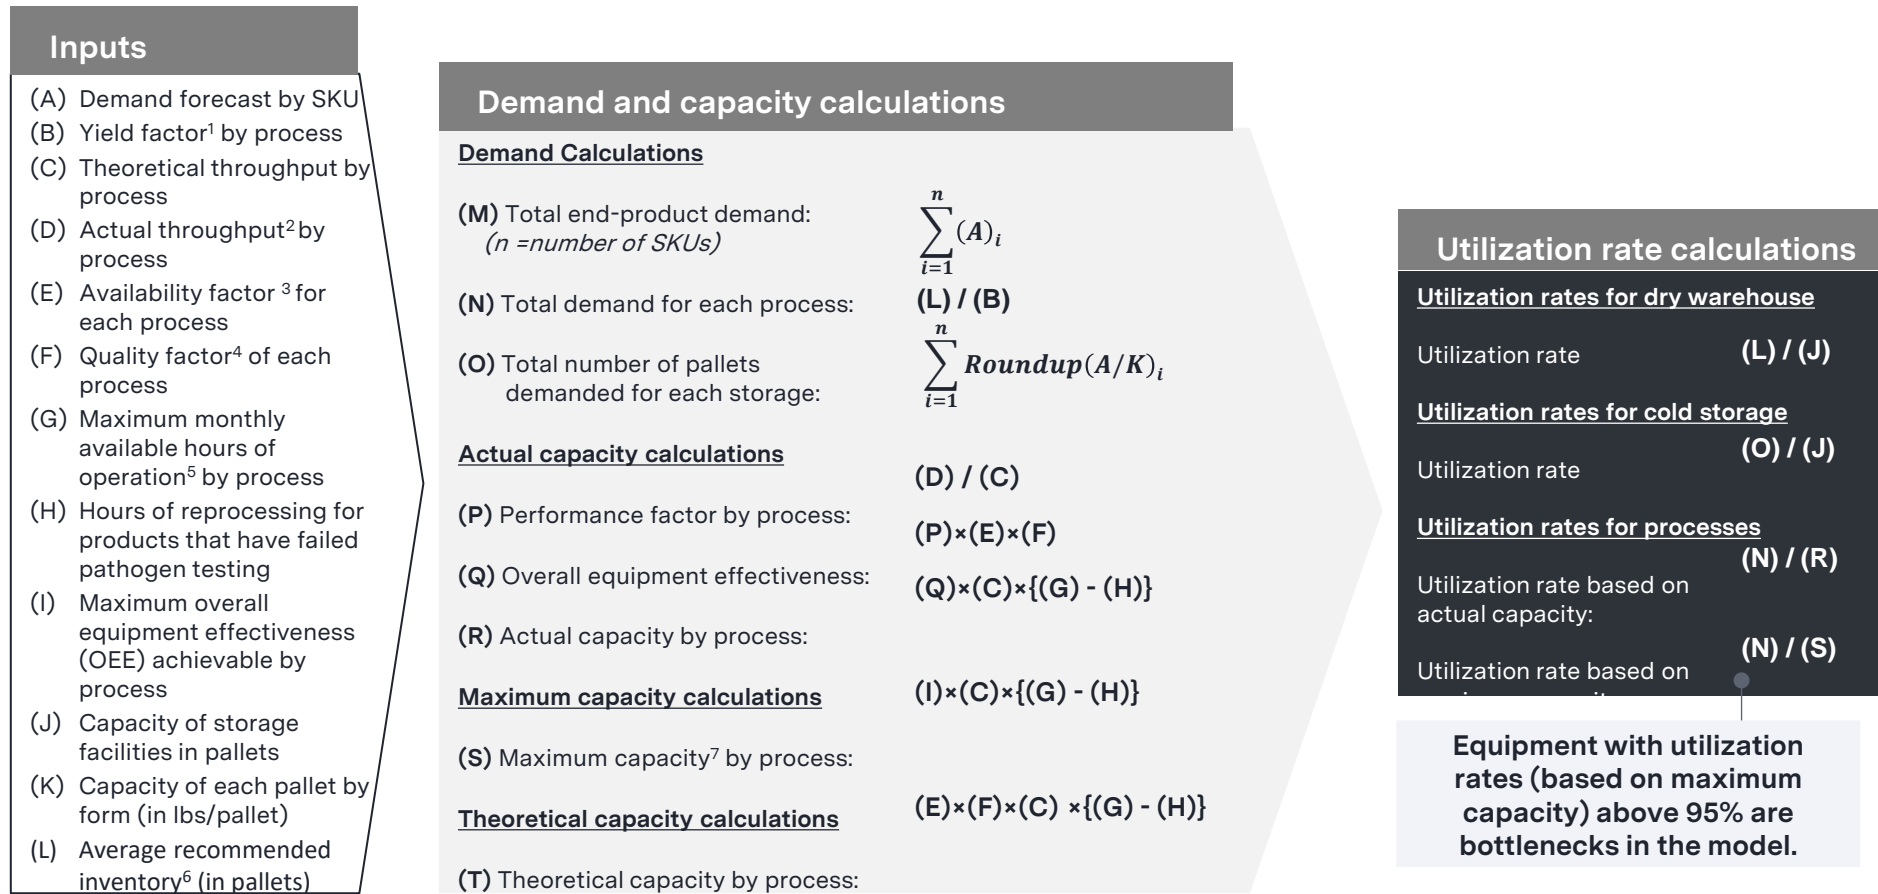 Inputs
(A) Demand forecast by SKU
(B) Yield factor¹ by process
(C) Theoretical throughput by
process
(D) Actual throughput² by
process
(E) Availability factor ³ for
each process
(F) Quality factor⁴ of each
process
(G) Maximum monthly
available hours of
operation⁵ by process
(H) Hours of reprocessing for
products that have failed
pathogen testing
(I) Maximum overall
equipment effectiveness
(OEE) achievable by
process
(J) Capacity of storage
facilities in pallets
(K) Capacity of each pallet by
form (in lbs/pallet)
(L) Average recommended
inventory⁶ (in pallets)
Demand and capacity calculations
Demand Calculations
(M) Total end-product demand:
(n =number of SKUs)
n
∑ (A)i
i=1
(N) Total demand for each process: (L) / (B)
(O) Total number of pallets
demanded for each storage:
n
∑ Roundup(A/K)i
i=1
Actual capacity calculations
(D) / (C)
(P) Performance factor by process:
(P)×(E)×(F)
(Q) Overall equipment effectiveness:
(Q)×(C)×{(G) - (H)}
(R) Actual capacity by process:
Maximum capacity calculations
(I)×(C)×{(G) - (H)}
(S) Maximum capacity⁷ by process:
Theoretical capacity calculations
(E)×(F)×(C) ×{(G) - (H)}
(T) Theoretical capacity by process:
Utilization rate calculations
Utilization rates for dry warehouse
Utilization rate (L) / (J)
Utilization rates for cold storage
(O) / (J)
Utilization rate
Utilization rates for processes
(N) / (R)
Utilization rate based on
actual capacity:
(N) / (S)
Utilization rate based on
Equipment with utilization
rates (based on maximum
capacity) above 95% are
bottlenecks in the model.